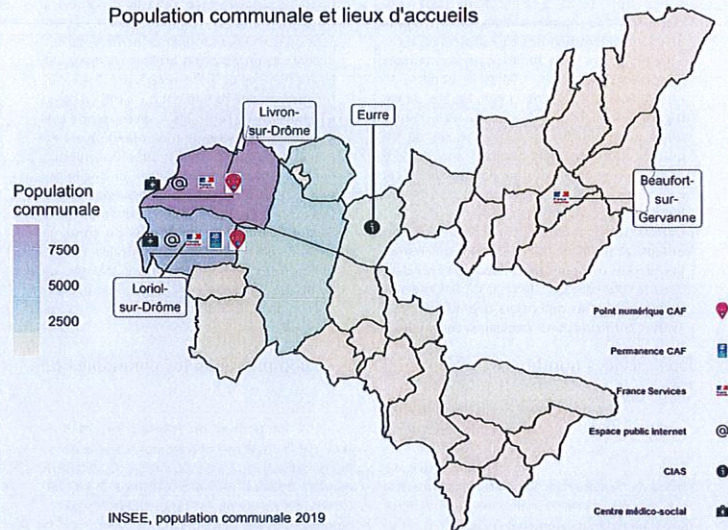 Population communale et lieux d'accueils
Livron-
sur-Drôme
Eurre
Beaufort-
sur-
Gervanne
Population
communale
7500
5000
2500
Loriol-
sur-Drôme
Point numérique CAF
Permanence CAF
France Services
Espace public internet
CIAS
Centre médico-social
INSEE, population communale 2019